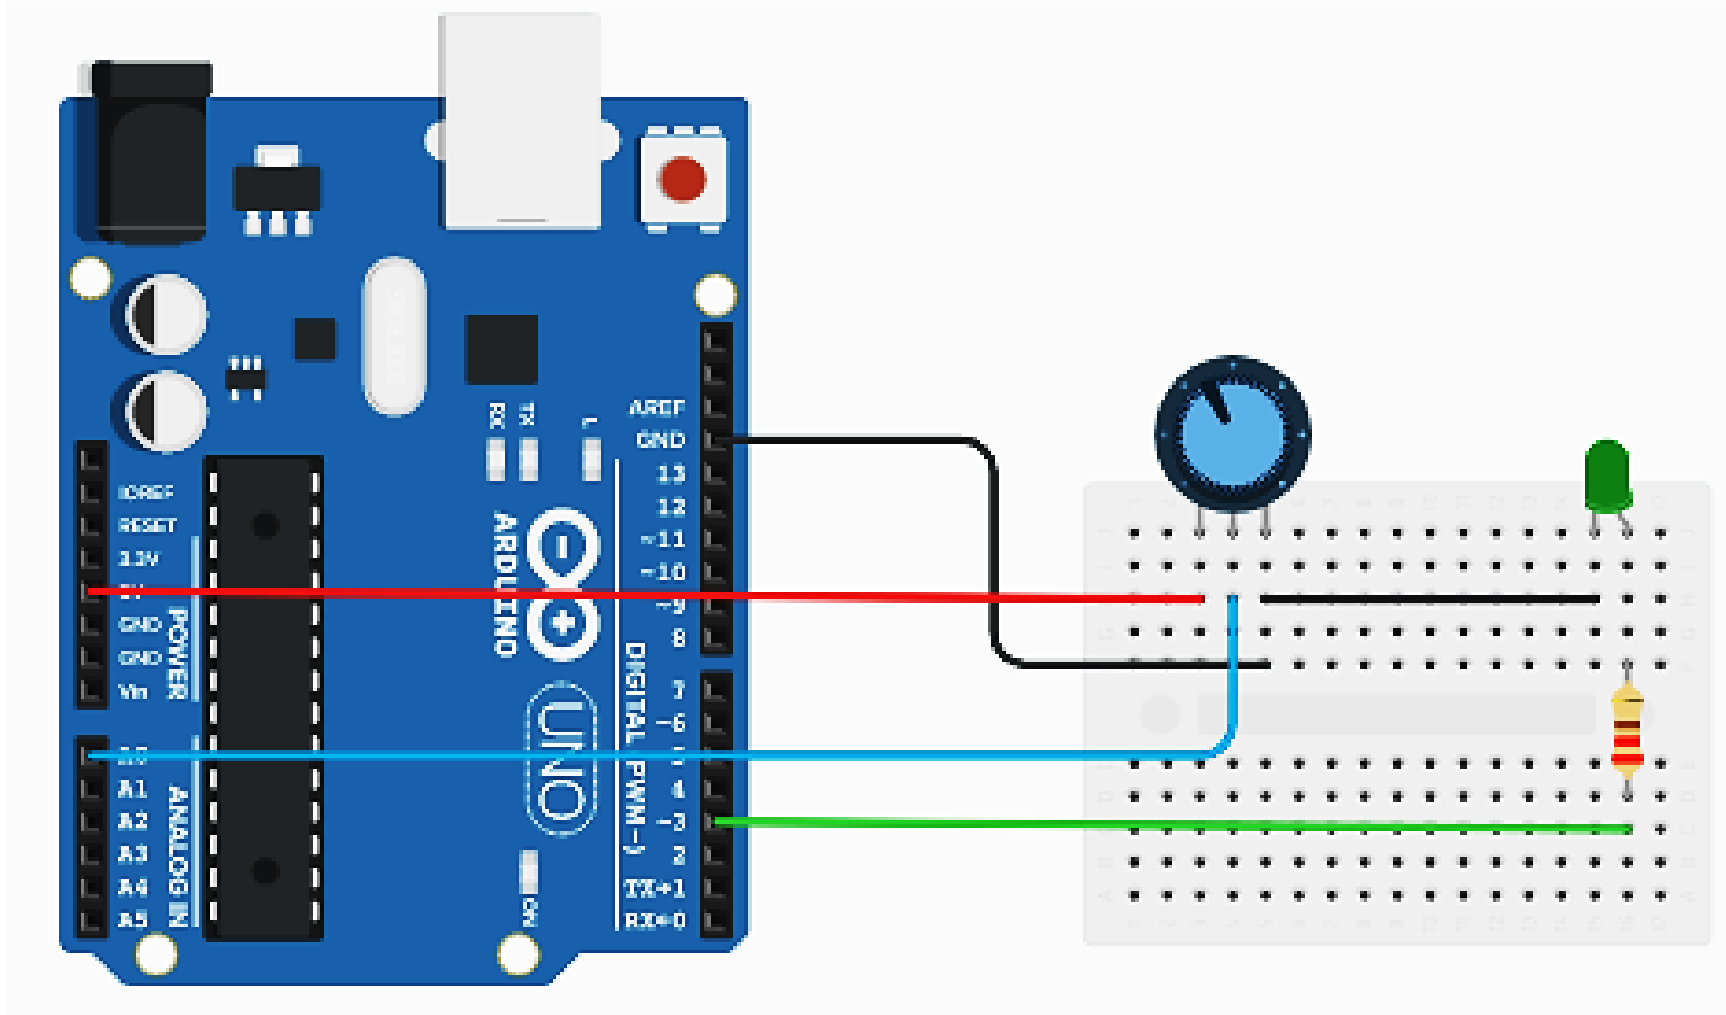 RX
TX
L
AREF
GND
13
12
~11
~10
~9
8
7
~6
4
~3
2
TX→1
RX←0
DIGITAL (PWM~)
IOREF
RESET
3.3V
GND
GND
Vin
POWER
A1
A2
A3
A4
A5
ANALOG IN
ARDUINO
UNO
ON